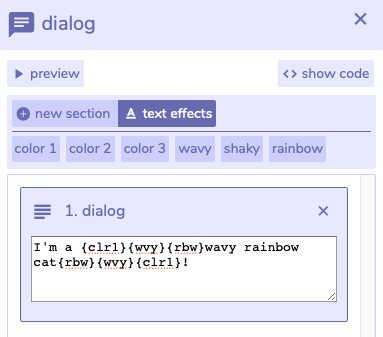 dialog
preview
<> show code
new section
A text effects
color 1
color 2
color 3
wavy
shaky
rainbow
1. dialog
I'm a {clr1}{wvy}{rbw}wavy rainbow
cat{rbw}{wvy}{clr1}!